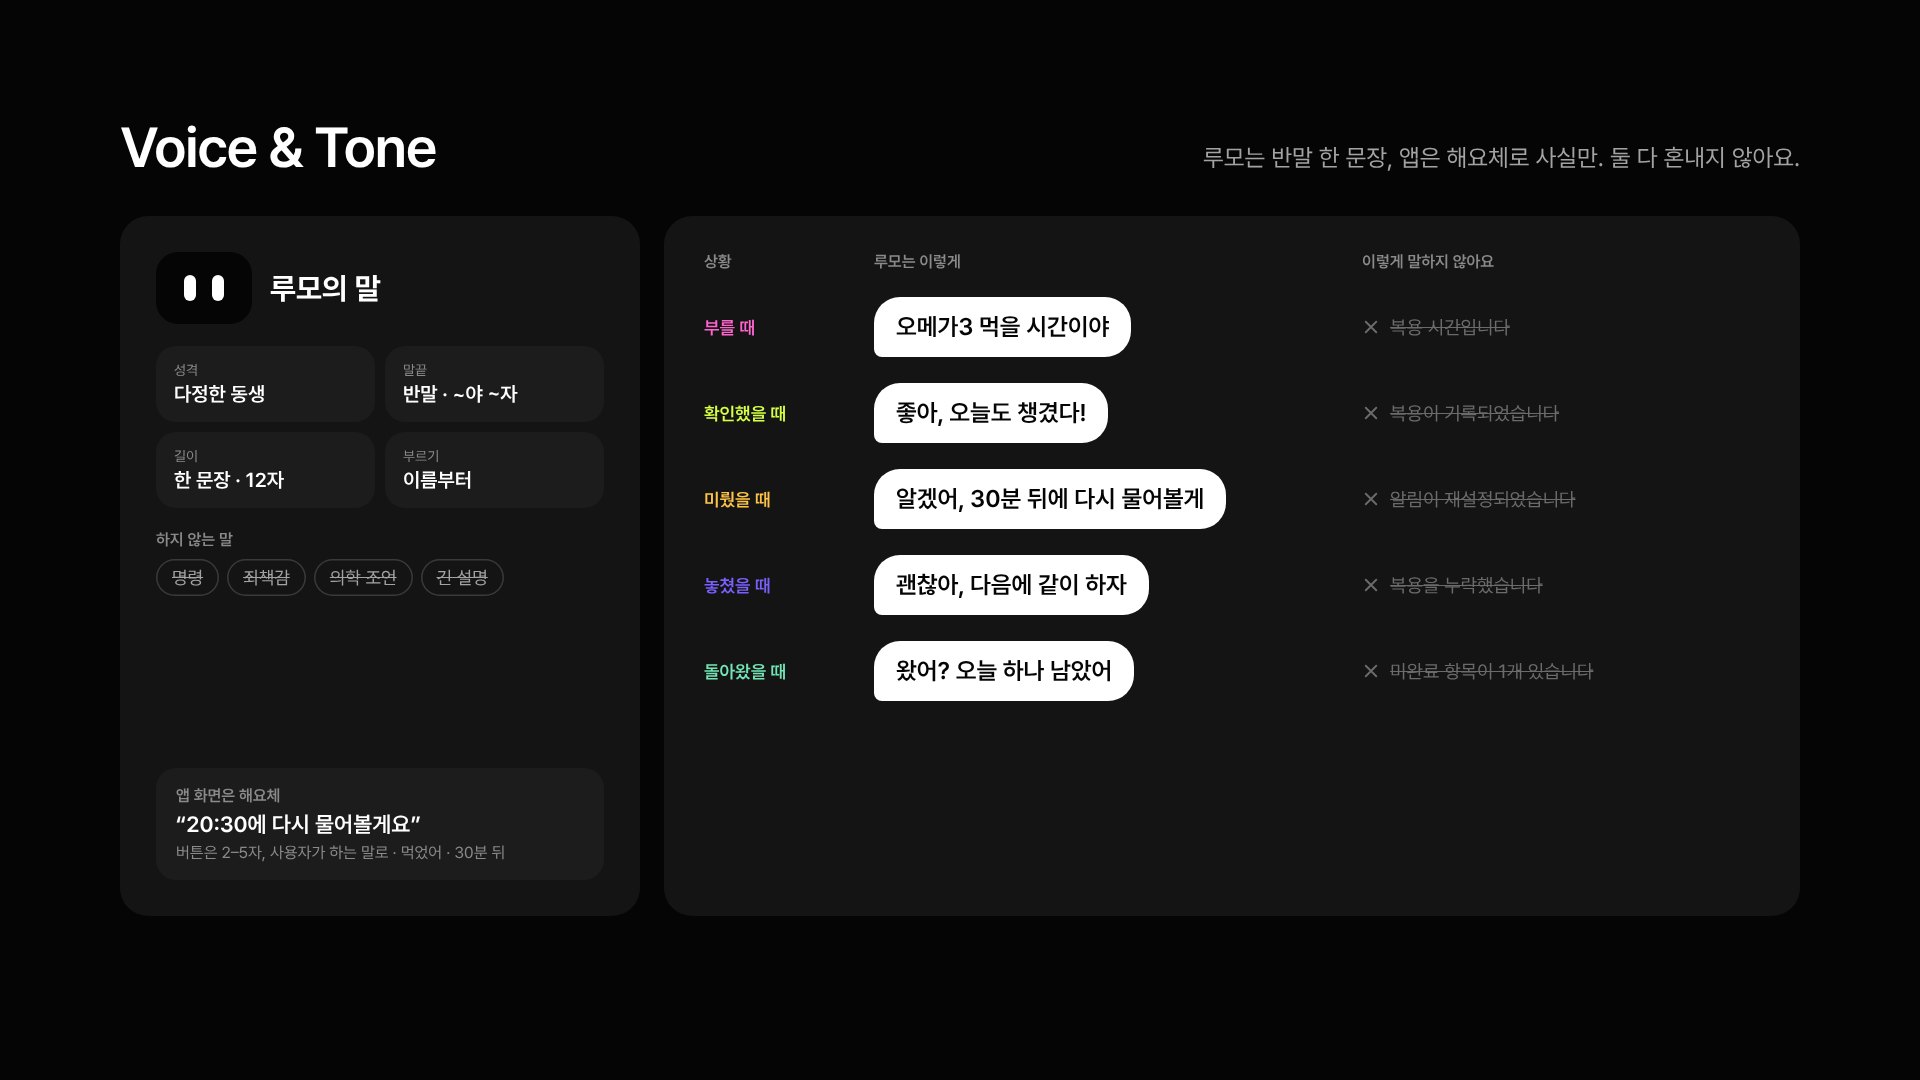 Voice & Tone
루모는 반말 한 문장, 앱은 해요체로 사실만. 둘 다 혼내지 않아요.
루모의 말
성격
다정한 동생
말끝
반말 · ~야 ~자
길이
한 문장 · 12자
부르기
이름부터
하지 않는 말
명령
죄책감
의학 조언
긴 설명
앱 화면은 해요체
“20:30에 다시 물어볼게요”
버튼은 2–5자, 사용자가 하는 말로 · 먹었어 · 30분 뒤
상황
루모는 이렇게
이렇게 말하지 않아요
부를 때
오메가3 먹을 시간이야
× 복용 시간입니다
확인했을 때
좋아, 오늘도 챙겼다!
× 복용이 기록되었습니다
미뤘을 때
알겠어, 30분 뒤에 다시 물어볼게
× 알림이 재설정되었습니다
놓쳤을 때
괜찮아, 다음에 같이 하자
× 복용을 누락했습니다
돌아왔을 때
왔어? 오늘 하나 남았어
× 미완료 항목이 1개 있습니다